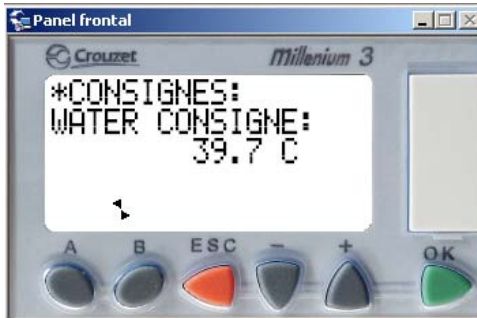 Panel frontal
Crouzet millenium 3
*CONSIGNES:
WATER CONSIGNE:
39.7 C
A B ESC - + OK